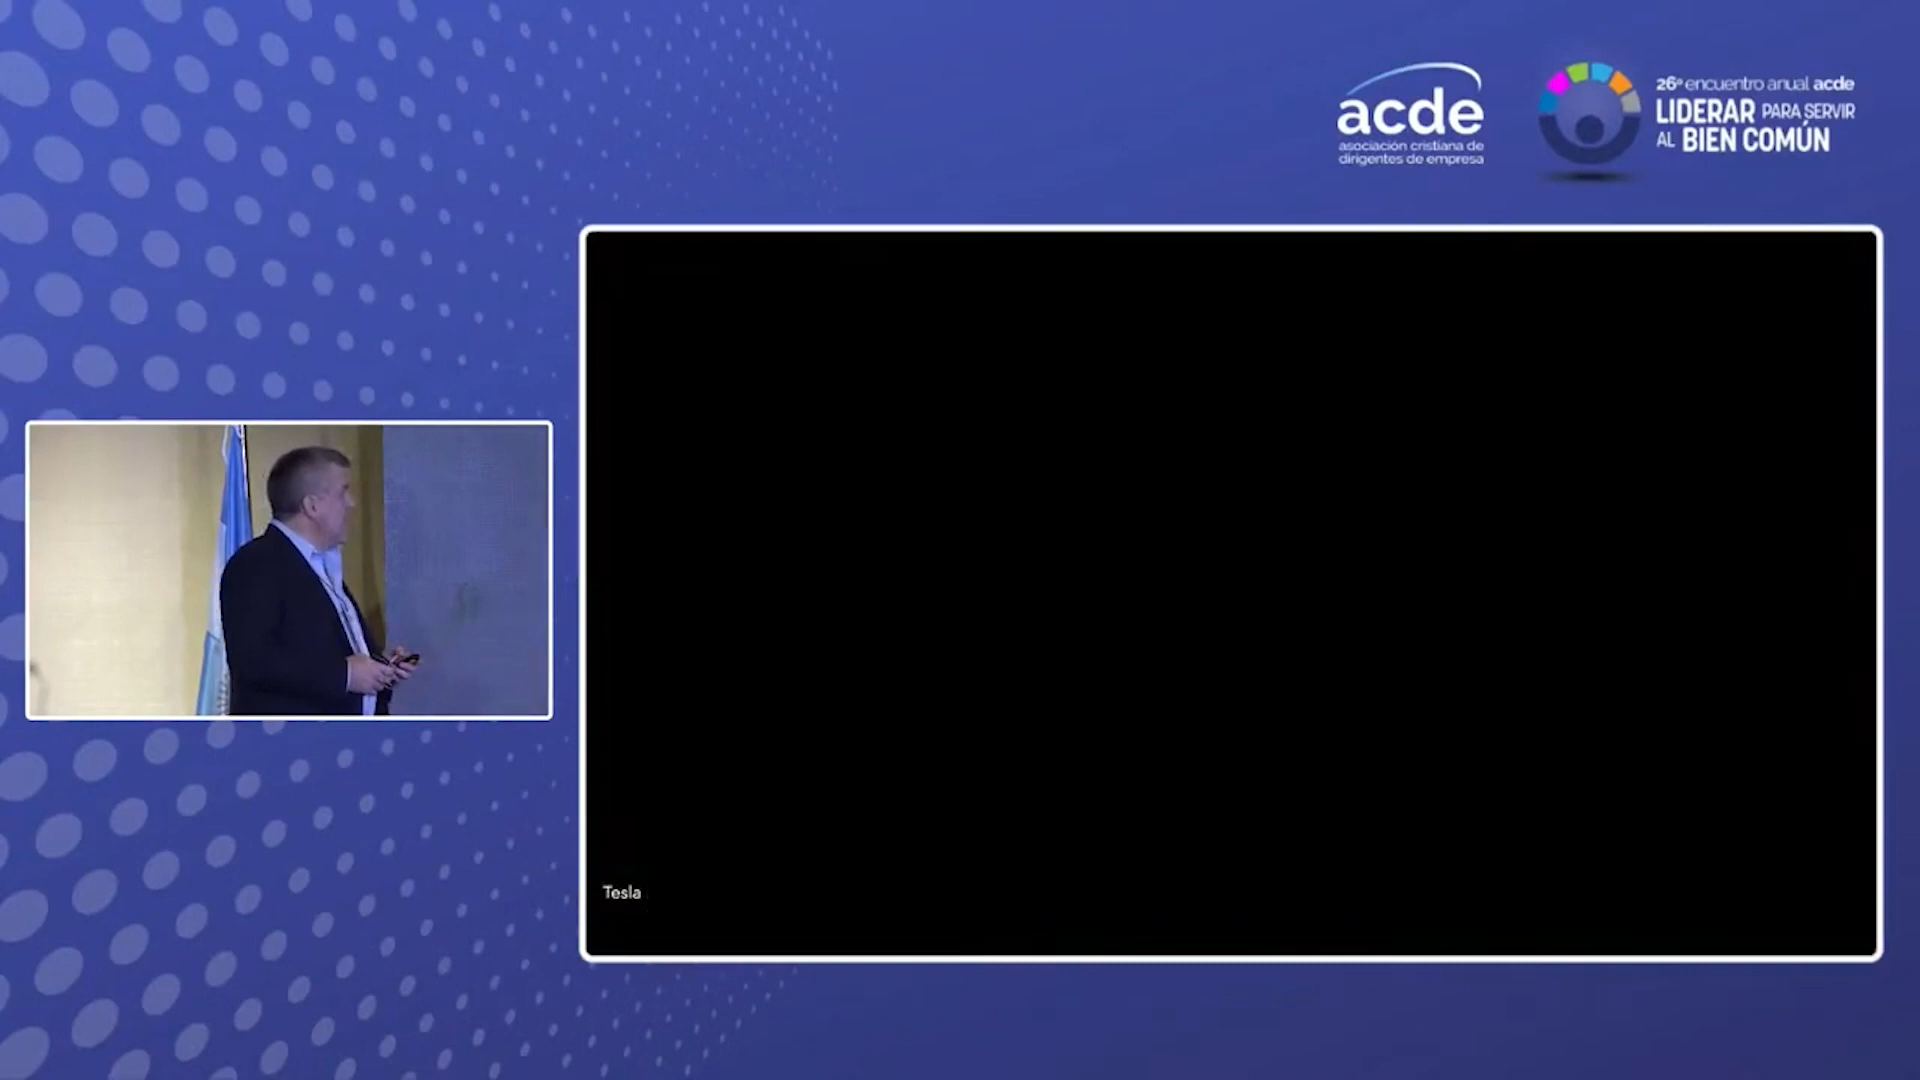 acde
asociación cristiana de
dirigentes de empresa
26º encuentro anual acde
LIDERAR PARA SERVIR
AL BIEN COMÚN
Tesla